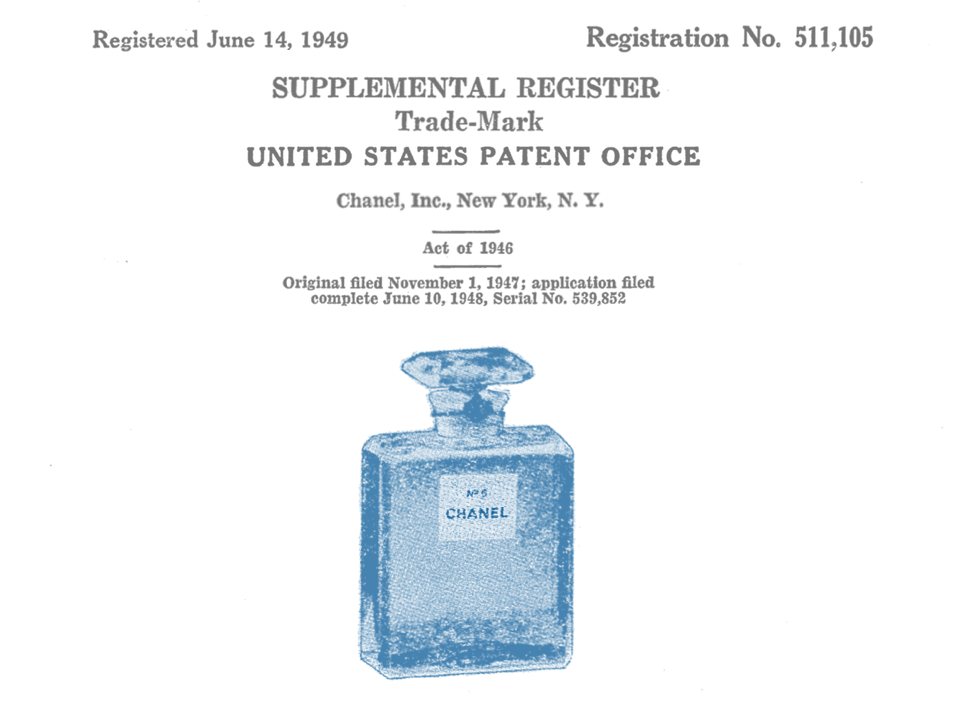 Registered June 14, 1949
Registration No. 511,105
SUPPLEMENTAL REGISTER
Trade-Mark
UNITED STATES PATENT OFFICE
Chanel, Inc., New York, N. Y.
Act of 1946
Original filed November 1, 1947; application filed
complete June 10, 1948, Serial No. 539,852
Nº 5
CHANEL